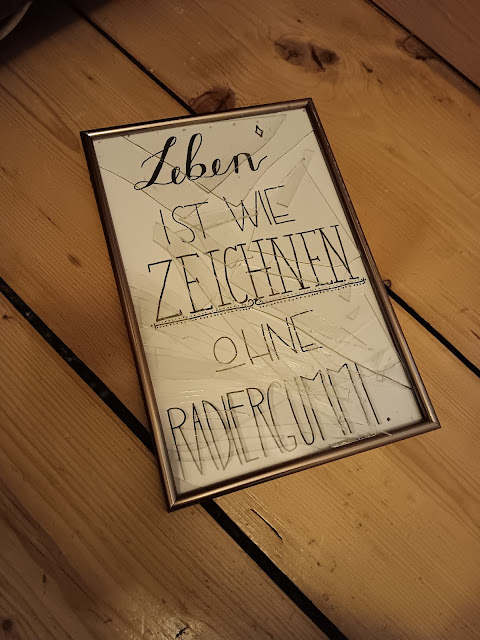 Leben
IST WIE
ZEICHNEN
OHNE
RADIERGUMMI.